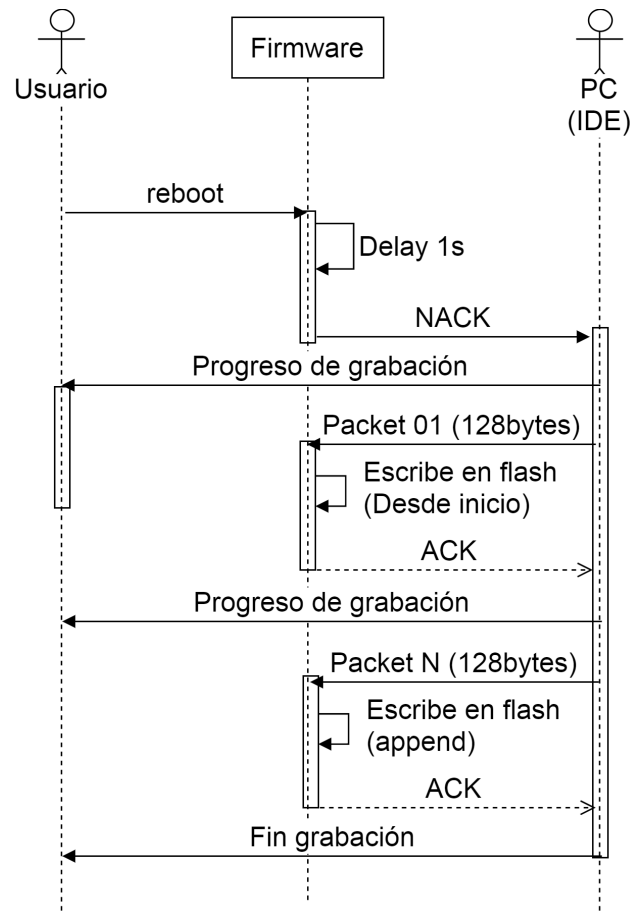 Usuario
Firmware
PC
(IDE)
reboot
Delay 1s
NACK
Progreso de grabación
Packet 01 (128bytes)
Escribe en flash
(Desde inicio)
ACK
Progreso de grabación
Packet N (128bytes)
Escribe en flash
(append)
ACK
Fin grabación